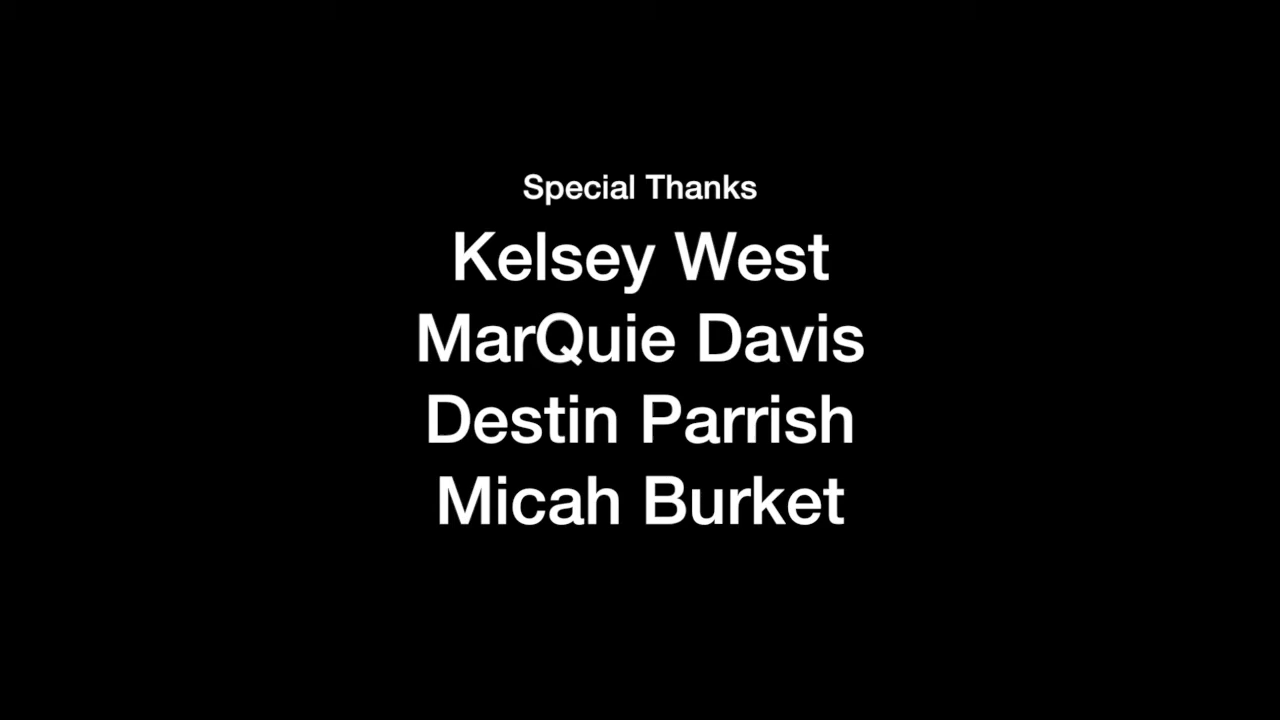 Special Thanks
Kelsey West
MarQuie Davis
Destin Parrish
Micah Burket